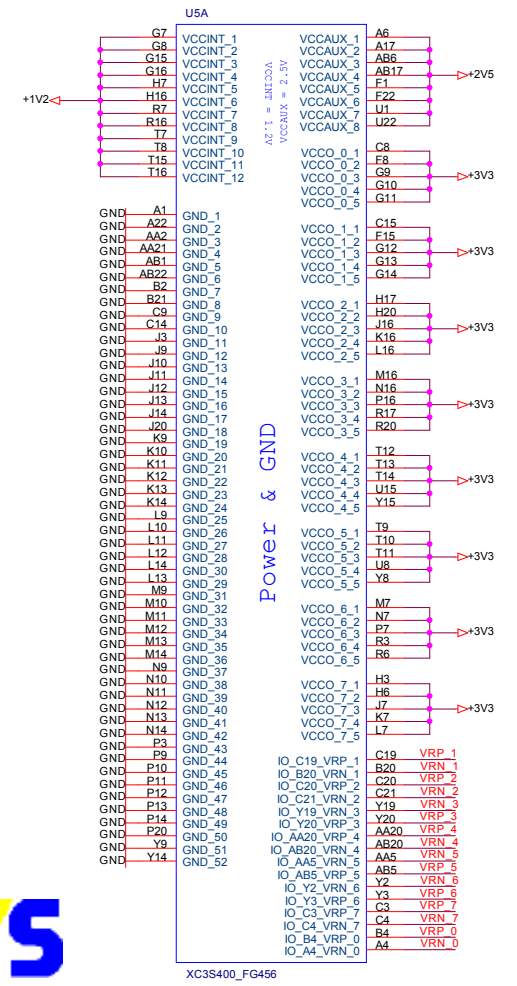 U5A
G7 VCCINT_1
G8 VCCINT_2
G15 VCCINT_3
G16 VCCINT_4
H7 VCCINT_5
+1V2 H16 VCCINT_6
R7 VCCINT_7
R16 VCCINT_8
T7 VCCINT_9
T8 VCCINT_10
T15 VCCINT_11
T16 VCCINT_12
GND A1 GND_1
GND A22 GND_2
GND AA2 GND_3
GND AA21 GND_4
GND AB1 GND_5
GND AB22 GND_6
GND B2 GND_7
GND B21 GND_8
GND C9 GND_9
GND C14 GND_10
GND J3 GND_11
GND J9 GND_12
GND J10 GND_13
GND J11 GND_14
GND J12 GND_15
GND J13 GND_16
GND J14 GND_17
GND J20 GND_18
GND K9 GND_19
GND K10 GND_20
GND K11 GND_21
GND K12 GND_22
GND K13 GND_23
GND K14 GND_24
GND L9 GND_25
GND L10 GND_26
GND L11 GND_27
GND L12 GND_28
GND L14 GND_30
GND L13 GND_29
GND M9 GND_31
GND M10 GND_32
GND M11 GND_33
GND M12 GND_34
GND M13 GND_35
GND M14 GND_36
GND N9 GND_37
GND N10 GND_38
GND N11 GND_39
GND N12 GND_40
GND N13 GND_41
GND N14 GND_42
GND P3 GND_43
GND P9 GND_44
GND P10 GND_45
GND P11 GND_46
GND P12 GND_47
GND P13 GND_48
GND P14 GND_49
GND P20 GND_50
GND Y9 GND_51
GND Y14 GND_52
VCCINT = 1.2V
VCCAUX = 2.5V
Power & GND
VCCAUX_1 A6
VCCAUX_2 A17
VCCAUX_3 AB6
VCCAUX_4 AB17 +2V5
VCCAUX_5 F1
VCCAUX_6 F22
VCCAUX_7 U1
VCCAUX_8 U22
VCCO_0_1 C8
VCCO_0_2 F8
VCCO_0_3 G9 +3V3
VCCO_0_4 G10
VCCO_0_5 G11
VCCO_1_1 C15
VCCO_1_2 F15
VCCO_1_3 G12 +3V3
VCCO_1_4 G13
VCCO_1_5 G14
VCCO_2_1 H17
VCCO_2_2 H20
VCCO_2_3 J16 +3V3
VCCO_2_4 K16
VCCO_2_5 L16
VCCO_3_1 M16
VCCO_3_2 N16
VCCO_3_3 P16 +3V3
VCCO_3_4 R17
VCCO_3_5 R20
VCCO_4_1 T12
VCCO_4_2 T13
VCCO_4_3 T14 +3V3
VCCO_4_4 U15
VCCO_4_5 Y15
VCCO_5_1 T9
VCCO_5_2 T10
VCCO_5_3 T11 +3V3
VCCO_5_4 U8
VCCO_5_5 Y8
VCCO_6_1 M7
VCCO_6_2 N7
VCCO_6_3 P7 +3V3
VCCO_6_4 R3
VCCO_6_5 R6
VCCO_7_1 H3
VCCO_7_2 H6
VCCO_7_3 J7 +3V3
VCCO_7_4 K7
VCCO_7_5 L7
IO_C19_VRP_1 C19 VRP_1
IO_B20_VRN_1 B20 VRN_1
IO_C20_VRP_2 C20 VRP_2
IO_C21_VRN_2 C21 VRN_2
IO_Y19_VRN_3 Y19 VRN_3
IO_Y20_VRP_3 Y20 VRP_3
IO_AA20_VRP_4 AA20 VRP_4
IO_AB20_VRN_4 AB20 VRN_4
IO_AA5_VRN_5 AA5 VRN_5
IO_AB5_VRP_5 AB5 VRP_5
IO_Y2_VRN_6 Y2 VRN_6
IO_Y3_VRP_6 Y3 VRP_6
IO_C3_VRP_7 C3 VRP_7
IO_C4_VRN_7 C4 VRN_7
IO_B4_VRP_0 B4 VRP_0
IO_A4_VRN_0 A4 VRN_0
S
XC3S400_FG456